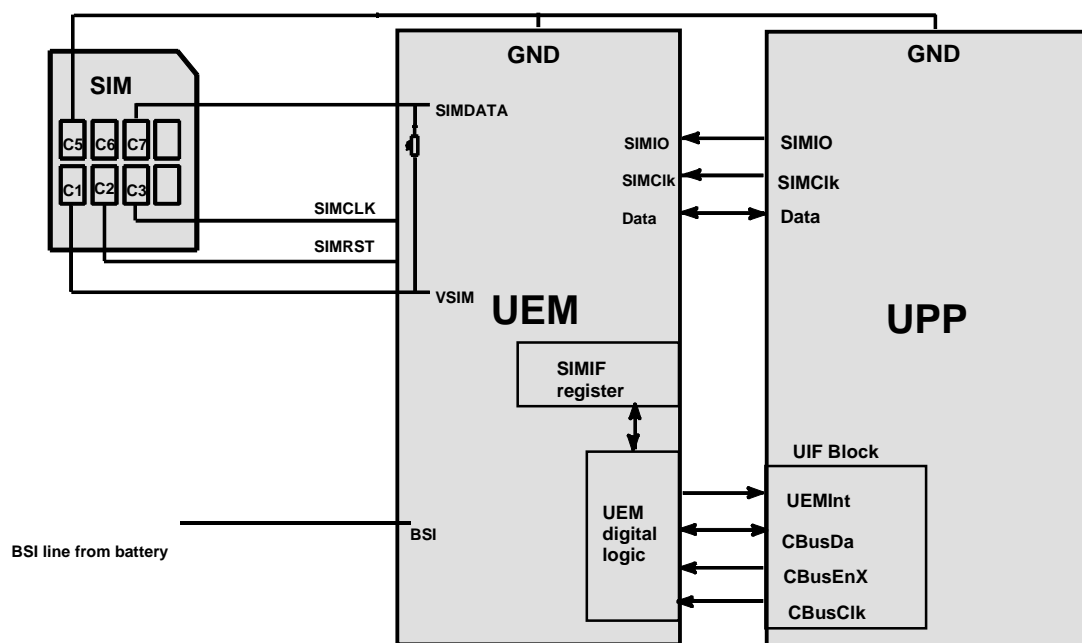 GND
GND
SIM
C5 C6 C7
C1 C2 C3
SIMDATA
SIMIO
SIMClk
Data
SIMIO
SIMClk
Data
SIMCLK
SIMRST
VSIM
UEM
UPP
SIMIF
register
UIF Block
UEM
digital
logic
UEMInt
CBusDa
CBusEnX
CBusClk
BSI
BSI line from battery